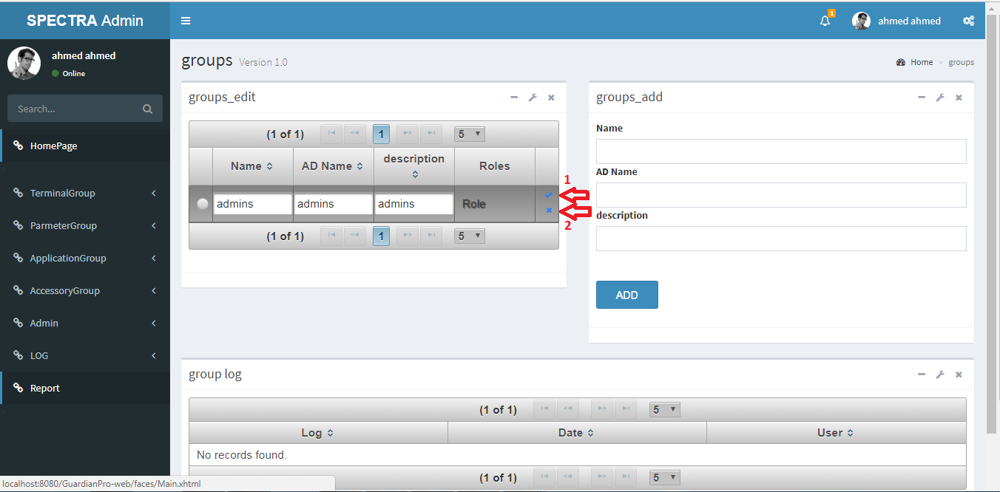 SPECTRA Admin
1
ahmed ahmed
ahmed ahmed
Online
Search...
HomePage
TerminalGroup
ParmeterGroup
ApplicationGroup
AccessoryGroup
Admin
LOG
Report
groups Version 1.0
Home > groups
groups_edit
(1 of 1) 1 5
Name AD Name description Roles
admins admins admins Role
(1 of 1) 1 5
1
2
groups_add
Name
AD Name
description
ADD
group log
(1 of 1) 5
Log Date User
No records found.
(1 of 1) 5
localhost:8080/GuardianPro-web/faces/Main.xhtml